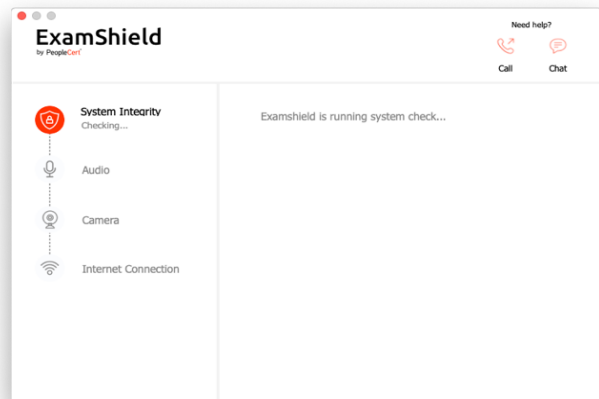 ExamShield
by PeopleCert
Need help?
Call
Chat
System Integrity
Checking...
Audio
Camera
Internet Connection
Examshield is running system check...